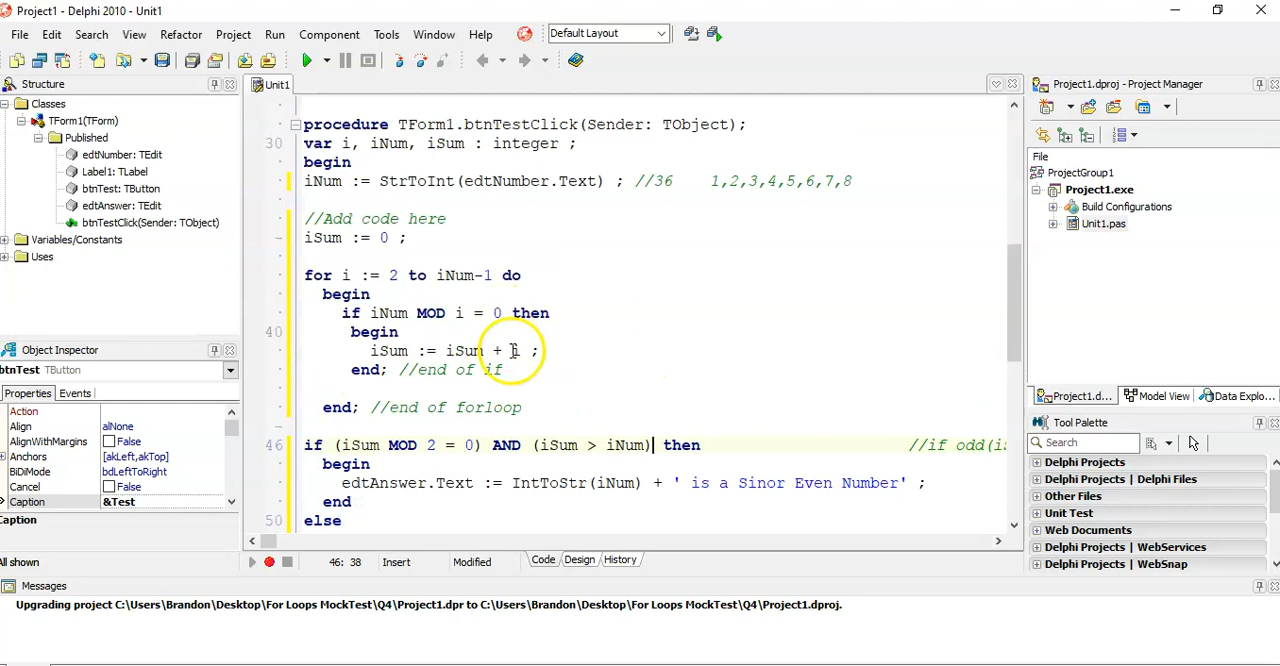 Project1 - Delphi 2010 - Unit1
File Edit Search View Refactor Project Run Component Tools Window Help Default Layout
Structure
Classes
TForm1(TForm)
Published
edtNumber: TEdit
Label1: TLabel
btnTest: TButton
edtAnswer: TEdit
btnTestClick(Sender: TObject)
Variables/Constants
Uses
Object Inspector
btnTest TButton
Properties Events
Action
Align alNone
AlignWithMargins False
Anchors [akLeft,akTop]
BiDiMode bdLeftToRight
Cancel False
Caption &Test
Caption
All shown
Unit1
procedure TForm1.btnTestClick(Sender: TObject);
30 var i, iNum, iSum : integer ;
begin
iNum := StrToInt(edtNumber.Text) ; //36 1,2,3,4,5,6,7,8
//Add code here
iSum := 0 ;
for i := 2 to iNum-1 do
begin
if iNum MOD i = 0 then
40 begin
iSum := iSum + i ;
end; //end of if
end; //end of forloop
46 if (iSum MOD 2 = 0) AND (iSum > iNum) then //if odd(iS
begin
edtAnswer.Text := IntToStr(iNum) + ' is a Sinor Even Number' ;
end
50 else
46: 38 Insert Modified Code Design History
Project1.dproj - Project Manager
File
ProjectGroup1
Project1.exe
Build Configurations
Unit1.pas
Project1.d... Model View Data Explo...
Tool Palette
Search
Delphi Projects
Delphi Projects | Delphi Files
Other Files
Unit Test
Web Documents
Delphi Projects | WebServices
Delphi Projects | WebSnap
Messages
Upgrading project C:\Users\Brandon\Desktop\For Loops MockTest\Q4\Project1.dpr to C:\Users\Brandon\Desktop\For Loops MockTest\Q4\Project1.dproj.